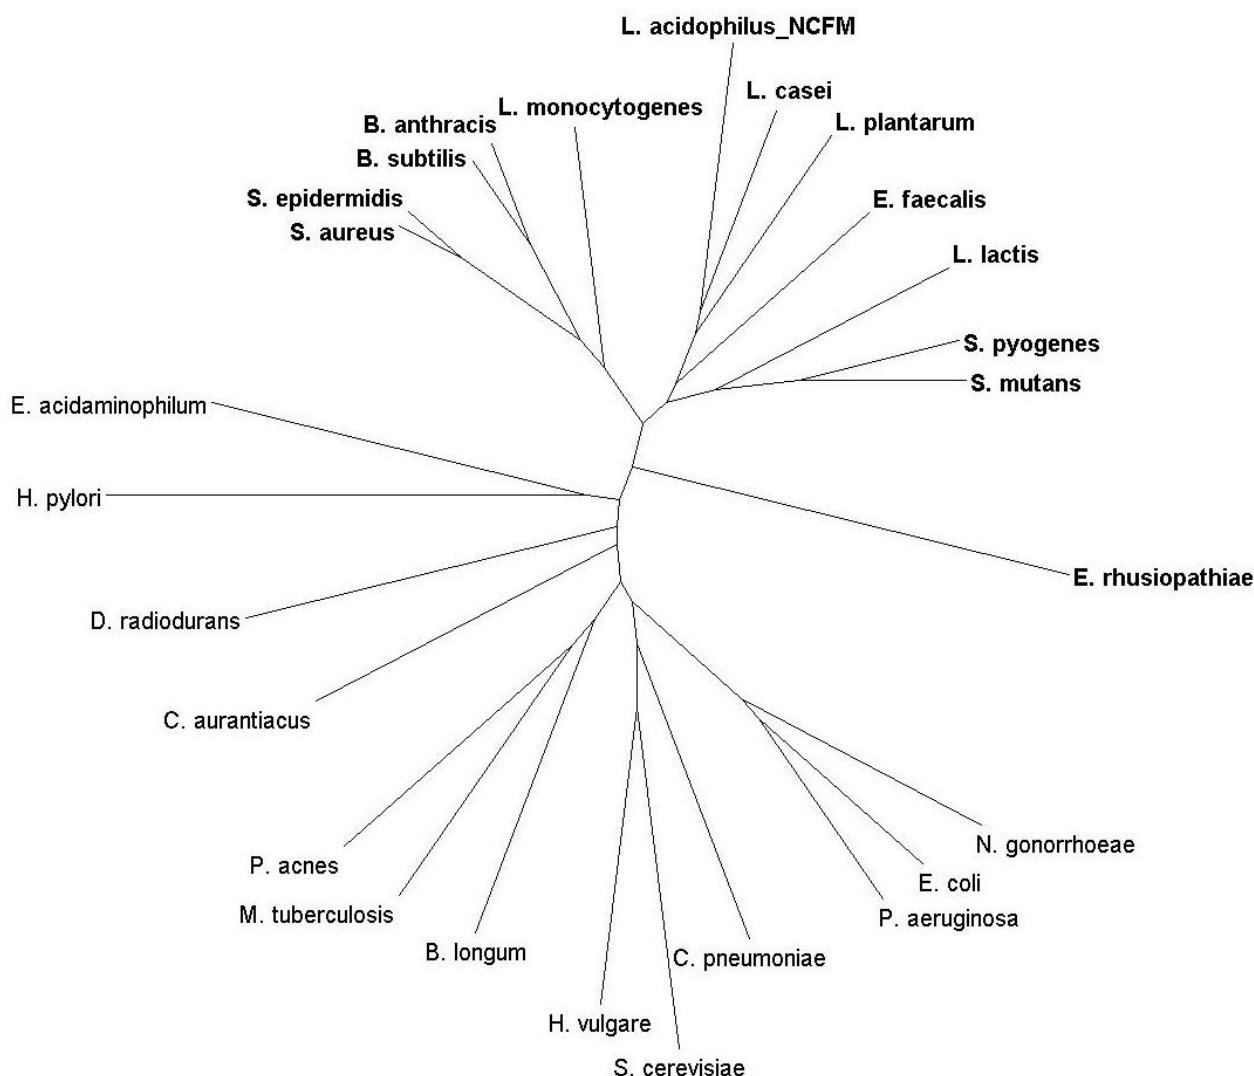 L. acidophilus_NCFM
L. casei
L. monocytogenes
L. plantarum
B. anthracis
B. subtilis
S. epidermidis
E. faecalis
S. aureus
L. lactis
S. pyogenes
S. mutans
E. acidaminophilum
H. pylori
E. rhusiopathiae
D. radiodurans
C. aurantiacus
N. gonorrhoeae
P. acnes
E. coli
M. tuberculosis
P. aeruginosa
B. longum
C. pneumoniae
H. vulgare
S. cerevisiae